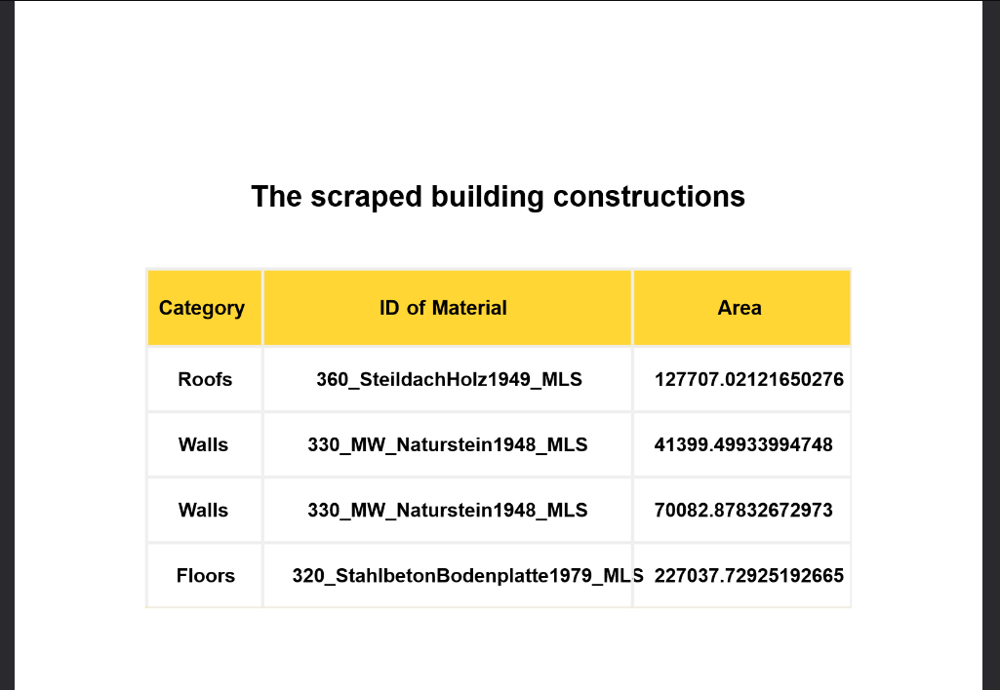 The scraped building constructions
Category ID of Material Area
Roofs 360_SteildachHolz1949_MLS 127707.02121650276
Walls 330_MW_Naturstein1948_MLS 41399.49933994748
Walls 330_MW_Naturstein1948_MLS 70082.87832672973
Floors 320_StahlbetonBodenplatte1979_MLS 227037.72925192665